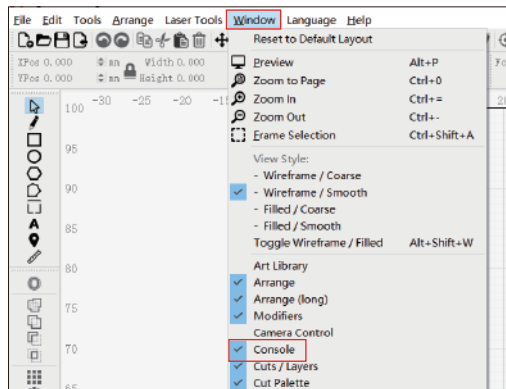 File Edit Tools Arrange Laser Tools Window Language Help
Reset to Default Layout
XPos 0.000 mm Width 0.000
YPos 0.000 mm Height 0.000
Preview Alt+P
Zoom to Page Ctrl+0
Zoom In Ctrl+=
Zoom Out Ctrl+-
Frame Selection Ctrl+Shift+A
View Style:
- Wireframe / Coarse
- Wireframe / Smooth
- Filled / Coarse
- Filled / Smooth
Toggle Wireframe / Filled Alt+Shift+W
Art Library
Arrange
Arrange (long)
Modifiers
Camera Control
Console
Cuts / Layers
Cut Palette
-30 -25 -20
100
95
90
85
80
75
70
65